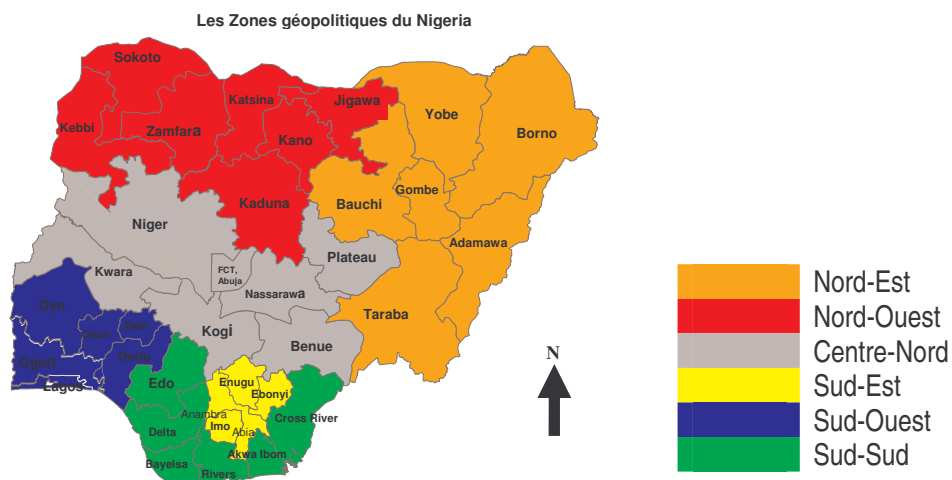 Les Zones géopolitiques du Nigeria
Sokoto
Katsina
Jigawa
Yobe
Kebbi
Zamfara
Kano
Borno
Gombe
Kaduna
Bauchi
Niger
Adamawa
Plateau
Kwara
FCT,
Abuja
Nassarawa
Taraba
Oyo
Osun
Ekiti
Kogi
Benue
Ogun
Ondo
Lagos
Edo
Enugu
Ebonyi
Anambra
Imo
Abia
Cross River
Delta
Akwa Ibom
Bayelsa
Rivers
N
Nord-Est
Nord-Ouest
Centre-Nord
Sud-Est
Sud-Ouest
Sud-Sud